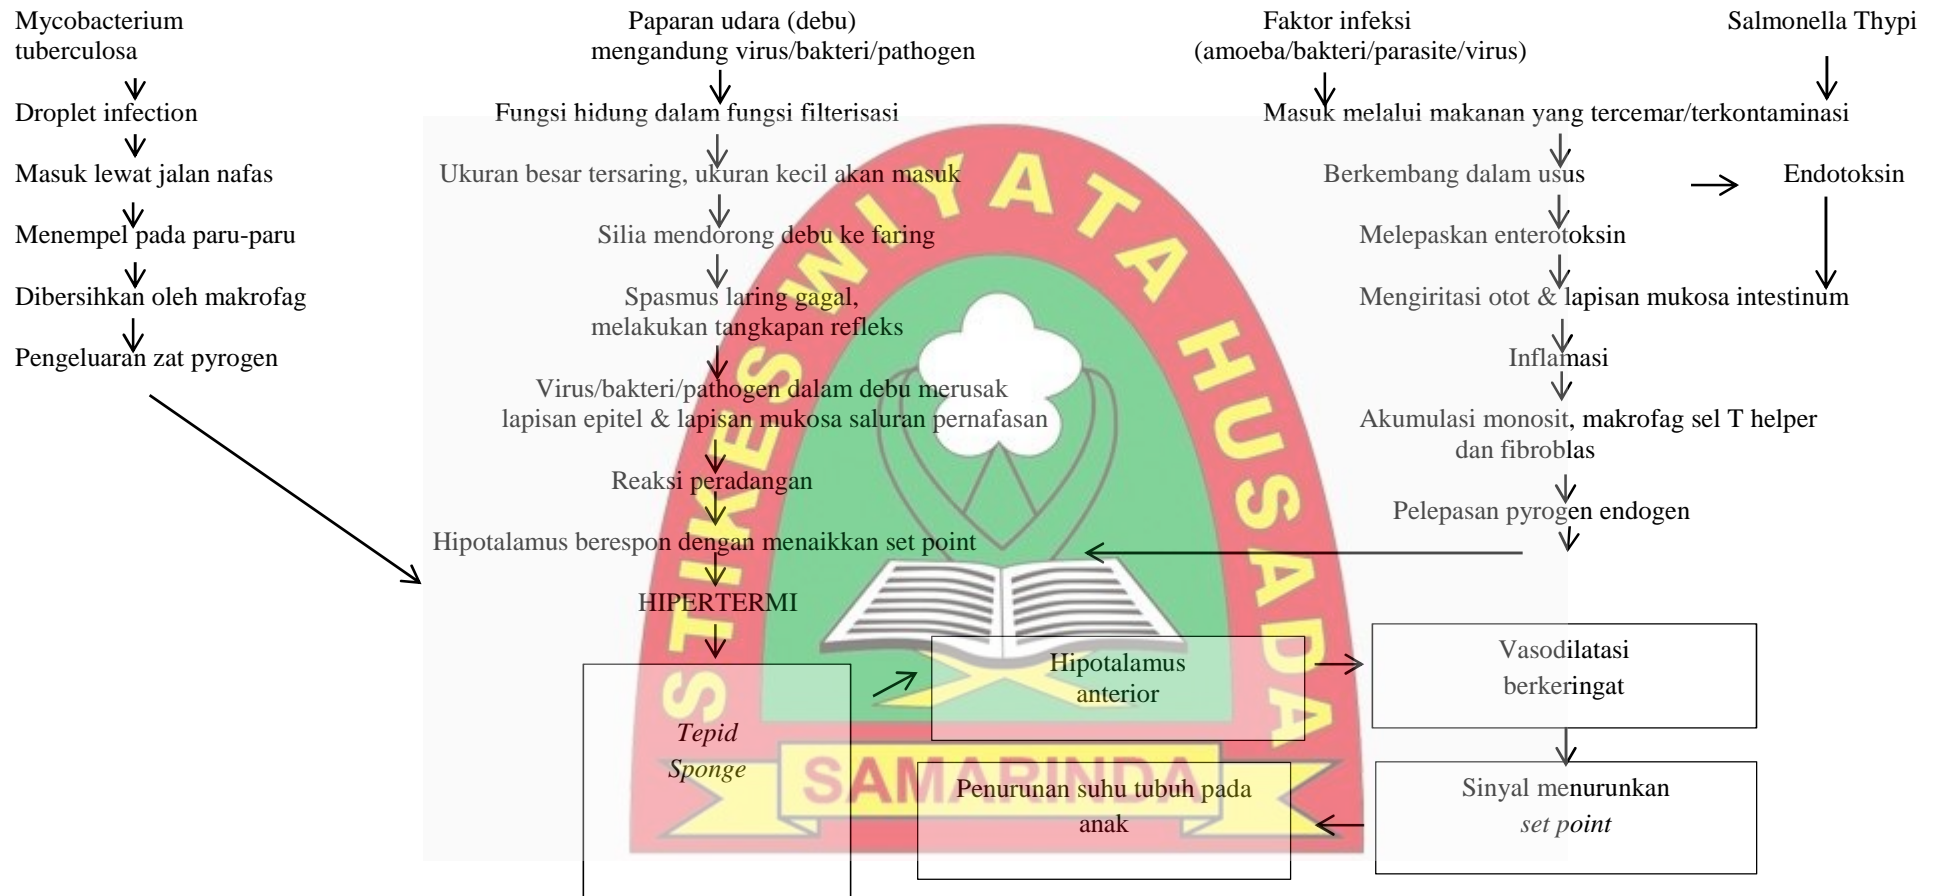 Mycobacterium
tuberculosa
Droplet infection
Masuk lewat jalan nafas
Menempel pada paru-paru
Dibersihkan oleh makrofag
Pengeluaran zat pyrogen
Paparan udara (debu)
mengandung virus/bakteri/pathogen
Fungsi hidung dalam fungsi filterisasi
Ukuran besar tersaring, ukuran kecil akan masuk
Silia mendorong debu ke faring
Spasmus laring gagal,
melakukan tangkapan refleks
Virus/bakteri/pathogen dalam debu merusak
lapisan epitel & lapisan mukosa saluran pernafasan
Reaksi peradangan
Hipotalamus berespon dengan menaikkan set point
HIPERTERMI
Faktor infeksi
(amoeba/bakteri/parasite/virus)
Salmonella Thypi
Masuk melalui makanan yang tercemar/terkontaminasi
Berkembang dalam usus
Endotoksin
Melepaskan enterotoksin
Mengiritasi otot & lapisan mukosa intestinum
Inflamasi
Akumulasi monosit, makrofag sel T helper
dan fibroblas
Pelepasan pyrogen endogen
Tepid
Sponge
Hipotalamus
anterior
Vasodilatasi
berkeringat
Sinyal menurunkan
set point
Penurunan suhu tubuh pada
anak
STIKES WIYATA HUSADA
SAMARINDA